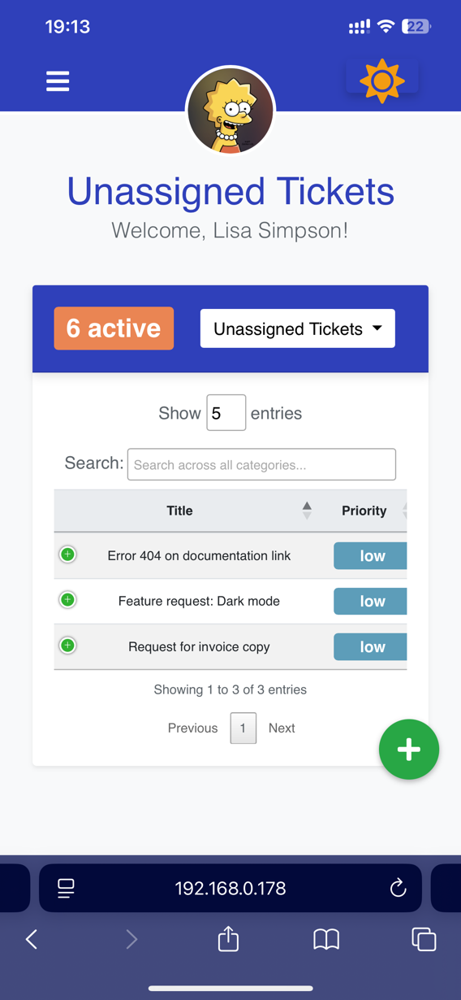 19:13
22
Unassigned Tickets
Welcome, Lisa Simpson!
6 active
Unassigned Tickets
Show 5 entries
Search: Search across all categories...
Title Priority
Error 404 on documentation link low
Feature request: Dark mode low
Request for invoice copy low
Showing 1 to 3 of 3 entries
Previous 1 Next
192.168.0.178